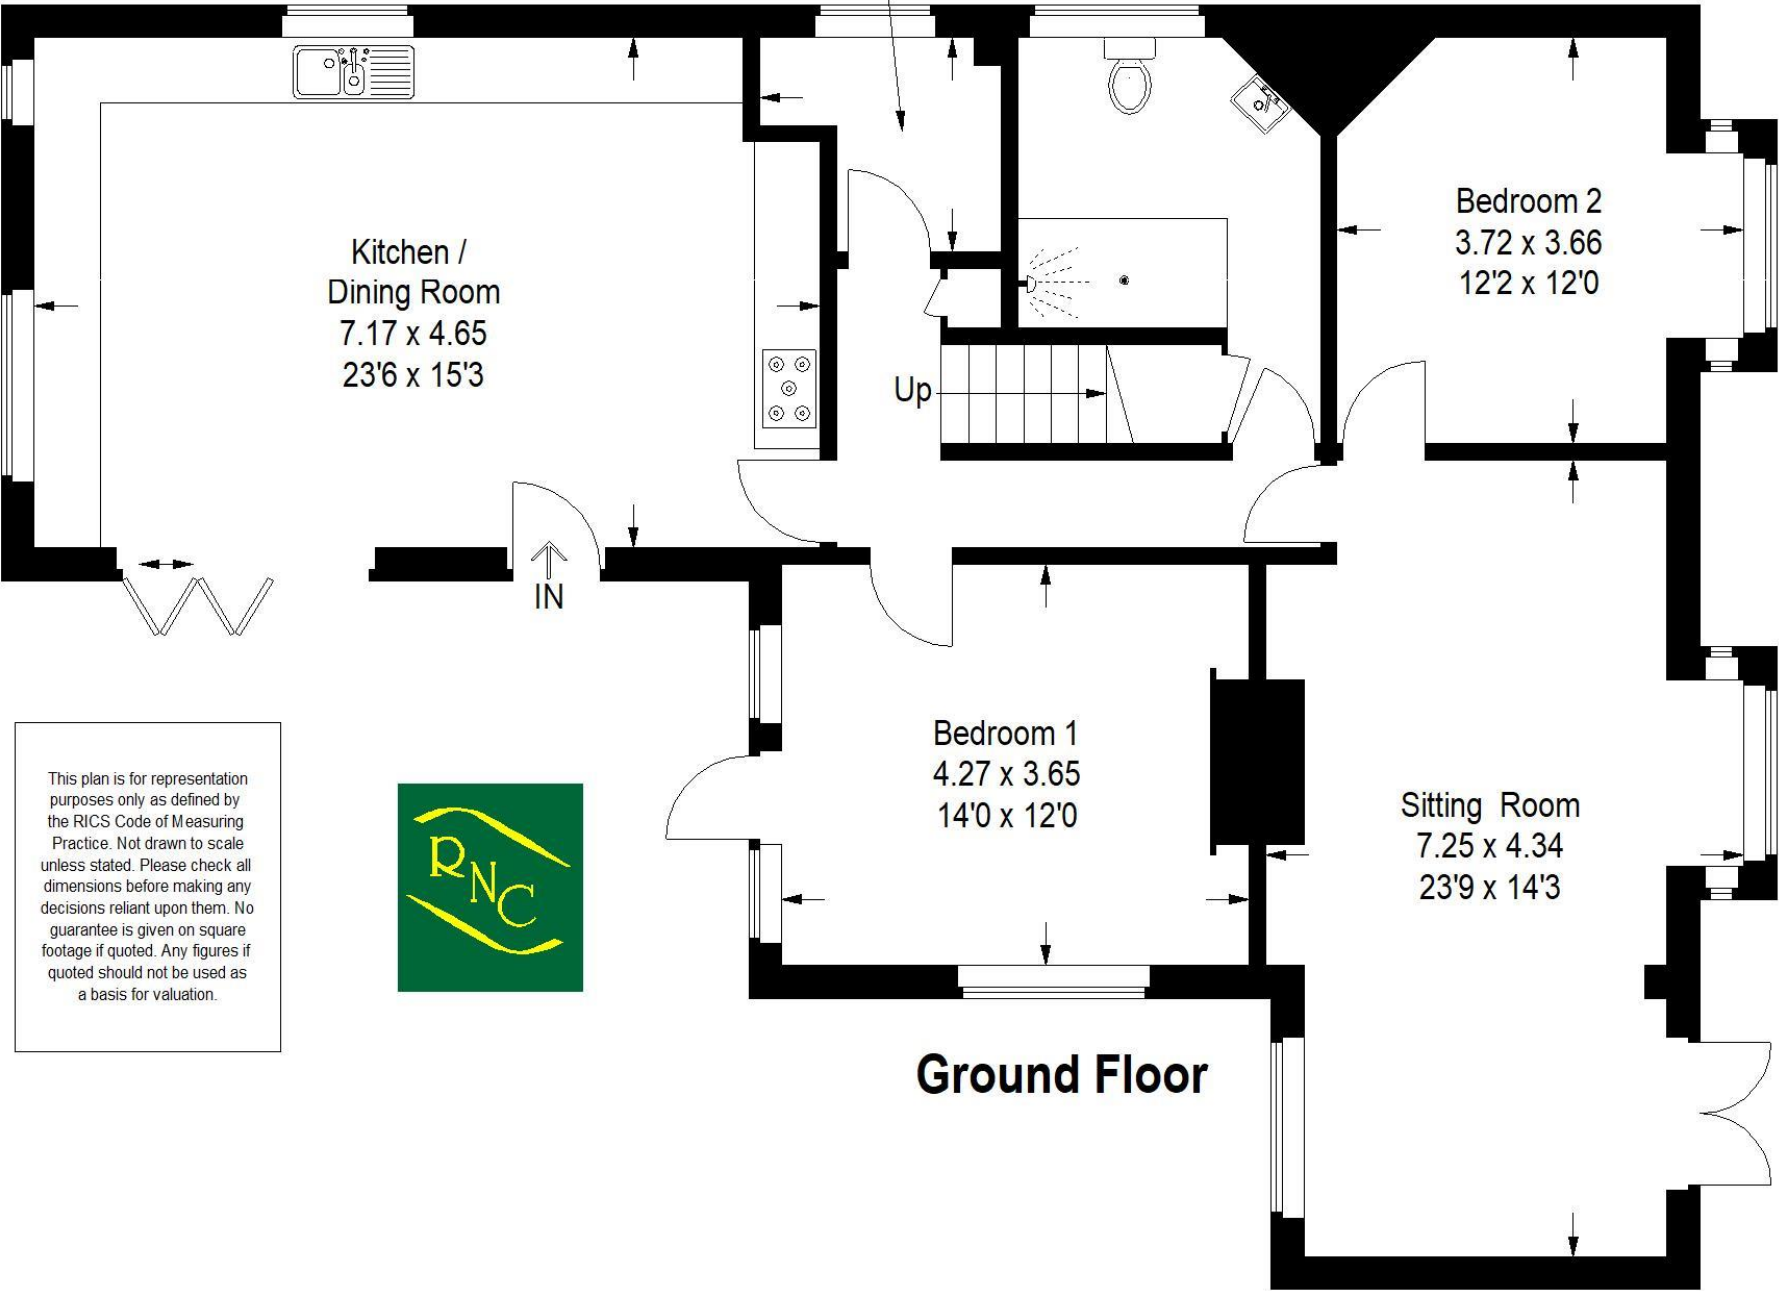 Kitchen /
Dining Room
7.17 x 4.65
23'6 x 15'3
Up
Bedroom 2
3.72 x 3.66
12'2 x 12'0
IN
Bedroom 1
4.27 x 3.65
14'0 x 12'0
Sitting Room
7.25 x 4.34
23'9 x 14'3
This plan is for representation
purposes only as defined by
the RICS Code of Measuring
Practice. Not drawn to scale
unless stated. Please check all
dimensions before making any
decisions reliant upon them. No
guarantee is given on square
footage if quoted. Any figures if
quoted should not be used as
a basis for valuation.
RNC
Ground Floor